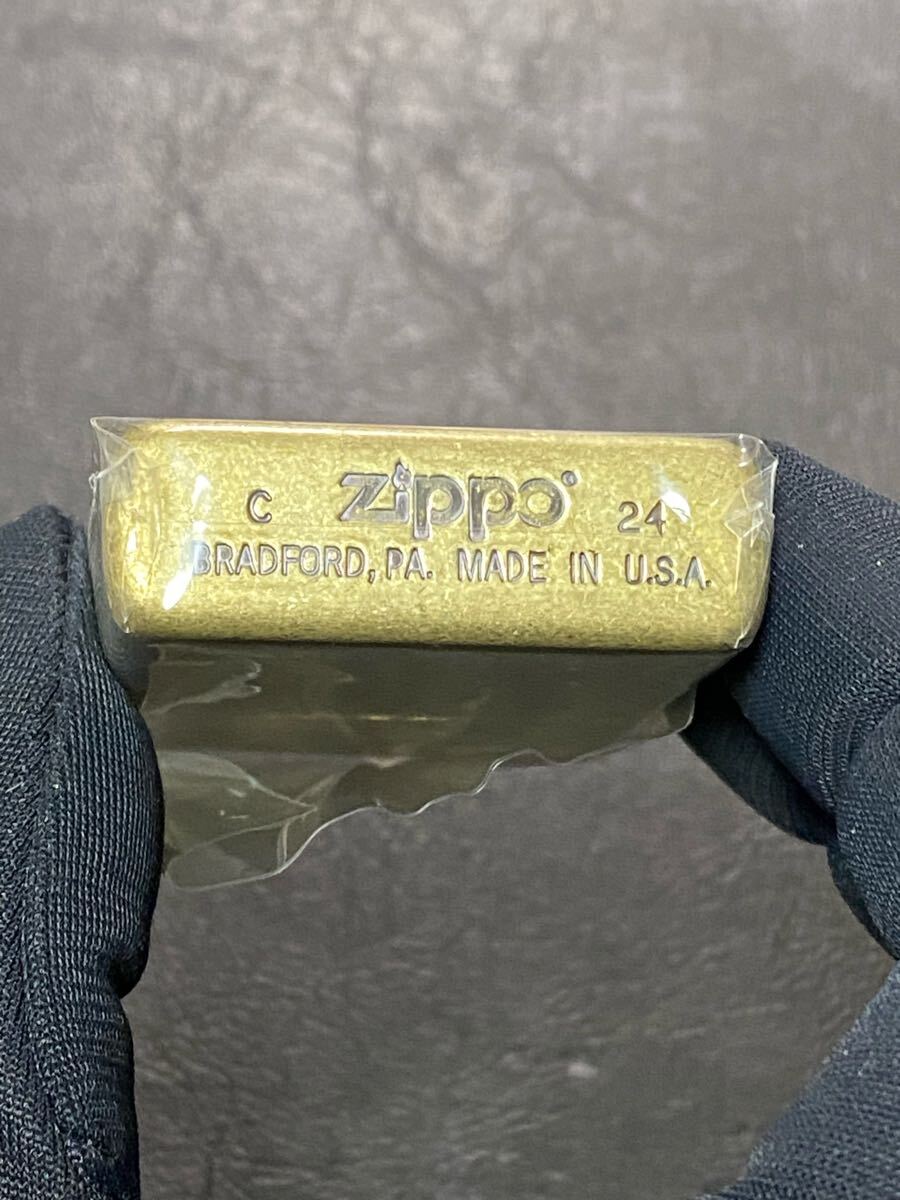 C Zippo® 24
BRADFORD, PA. MADE IN U.S.A.